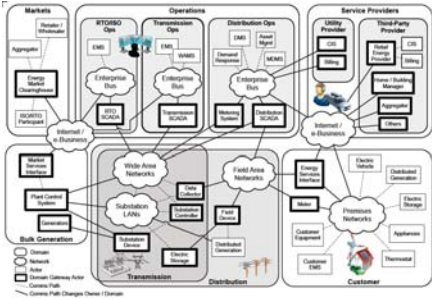 Markets
Retailer /
Wholesaler
Aggregator
Energy
Market
Clearinghouse
ISO/RTO
Participant
Operations
RTO/ISO
Ops
EMS
Enterprise
Bus
RTO
SCADA
Transmission
Ops
EMS
WAMS
Enterprise
Bus
Transmission
SCADA
Distribution Ops
DMS
Asset
Mgmt
Demand
Response
MDMS
Enterprise
Bus
Metering
System
Distribution
SCADA
Service Providers
Utility
Provider
CIS
Billing
Third-Party
Provider
Retail
Energy
Provider
CIS
Billing
Home / Building
Manager
Aggregator
Others
Internet /
e-Business
Internet /
e-Business
Market
Services
Interface
Plant Control
System
Generators
Bulk Generation
Wide Area
Networks
Substation
LANs
Data
Collector
Substation
Controller
Substation
Device
Electric
Storage
Transmission
Field Area
Networks
Field
Device
Distributed
Generation
Distribution
Energy
Services
Interface
Meter
Premises Networks
Electric
Vehicle
Distributed
Generation
Electric
Storage
Appliances
Thermostat
Customer
Equipment
Customer
EMS
Customer
Domain
Network
Actor
Domain Gateway Actor
Comms Path
Comms Path Changes Owner / Domain